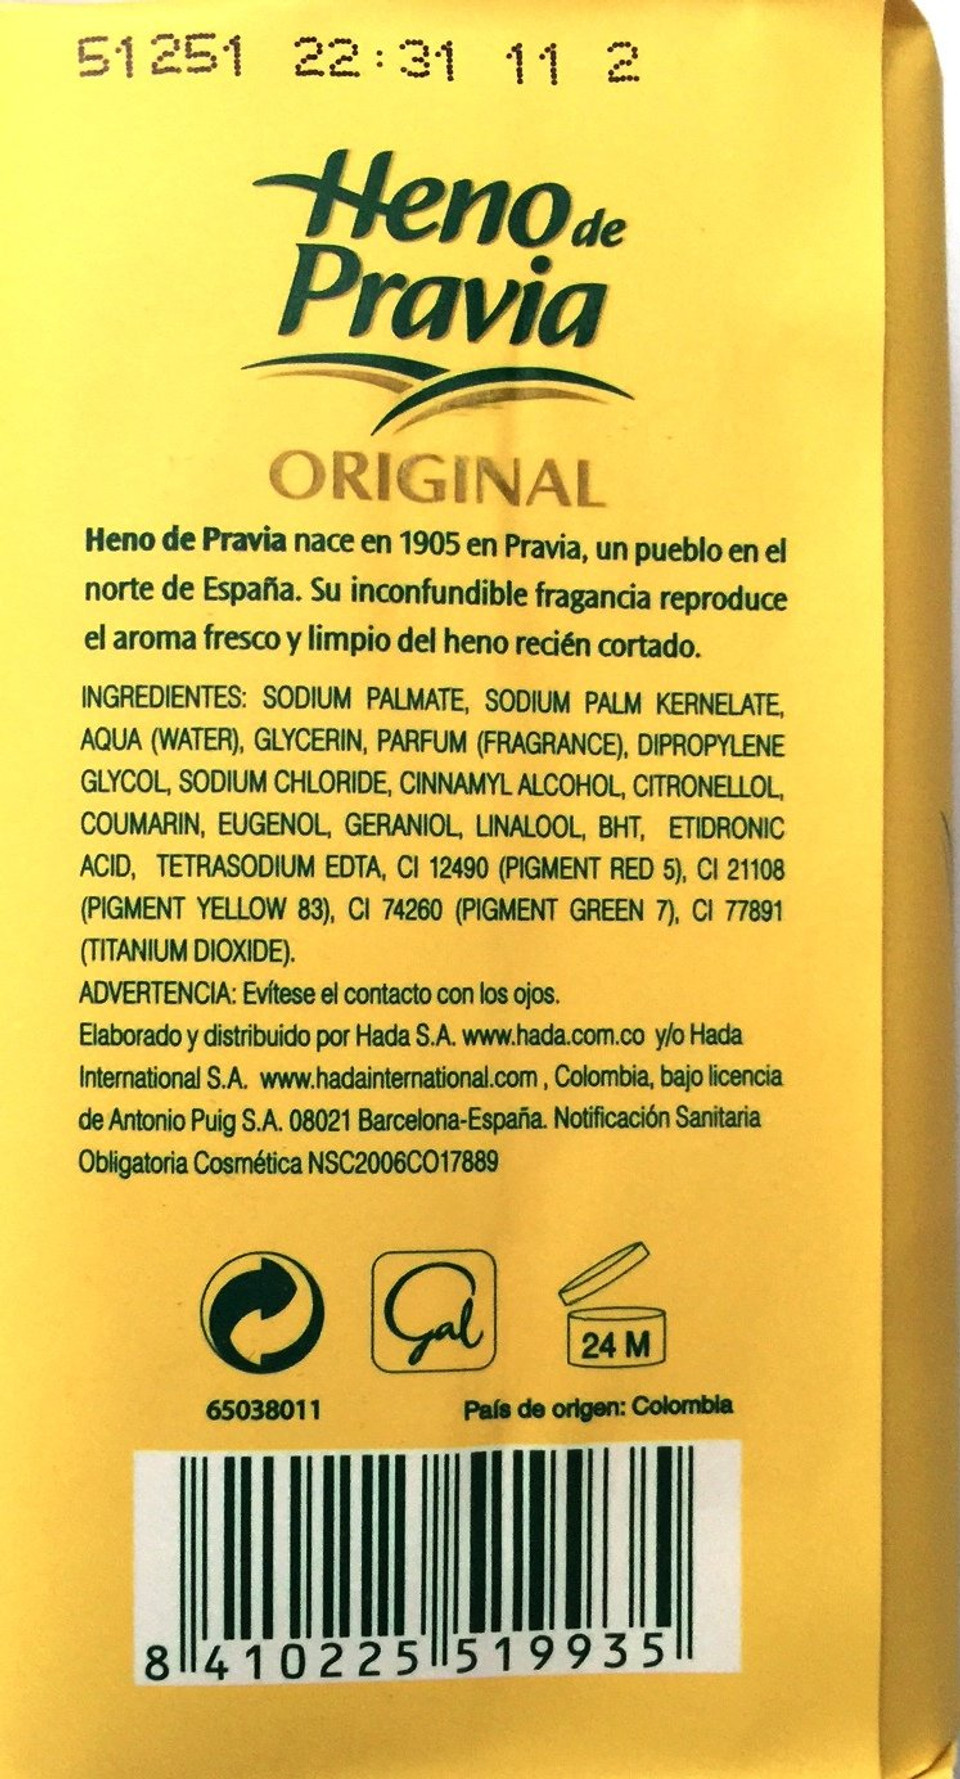 51251 22:31 11 2
Heno de
Pravia
ORIGINAL
Heno de Pravia nace en 1905 en Pravia, un pueblo en el
norte de España. Su inconfundible fragancia reproduce
el aroma fresco y limpio del heno recién cortado.
INGREDIENTES: SODIUM PALMATE, SODIUM PALM KERNELATE,
AQUA (WATER), GLYCERIN, PARFUM (FRAGRANCE), DIPROPYLENE
GLYCOL, SODIUM CHLORIDE, CINNAMYL ALCOHOL, CITRONELLOL,
COUMARIN, EUGENOL, GERANIOL, LINALOOL, BHT, ETIDRONIC
ACID, TETRASODIUM EDTA, CI 12490 (PIGMENT RED 5), CI 21108
(PIGMENT YELLOW 83), CI 74260 (PIGMENT GREEN 7), CI 77891
(TITANIUM DIOXIDE).
ADVERTENCIA: Evítese el contacto con los ojos.
Elaborado y distribuido por Hada S.A. www.hada.com.co y/o Hada
International S.A. www.hadainternational.com , Colombia, bajo licencia
de Antonio Puig S.A. 08021 Barcelona-España. Notificación Sanitaria
Obligatoria Cosmética NSC2006CO17889
Gal
24 M
65038011 País de origen: Colombia
8 410225 519935